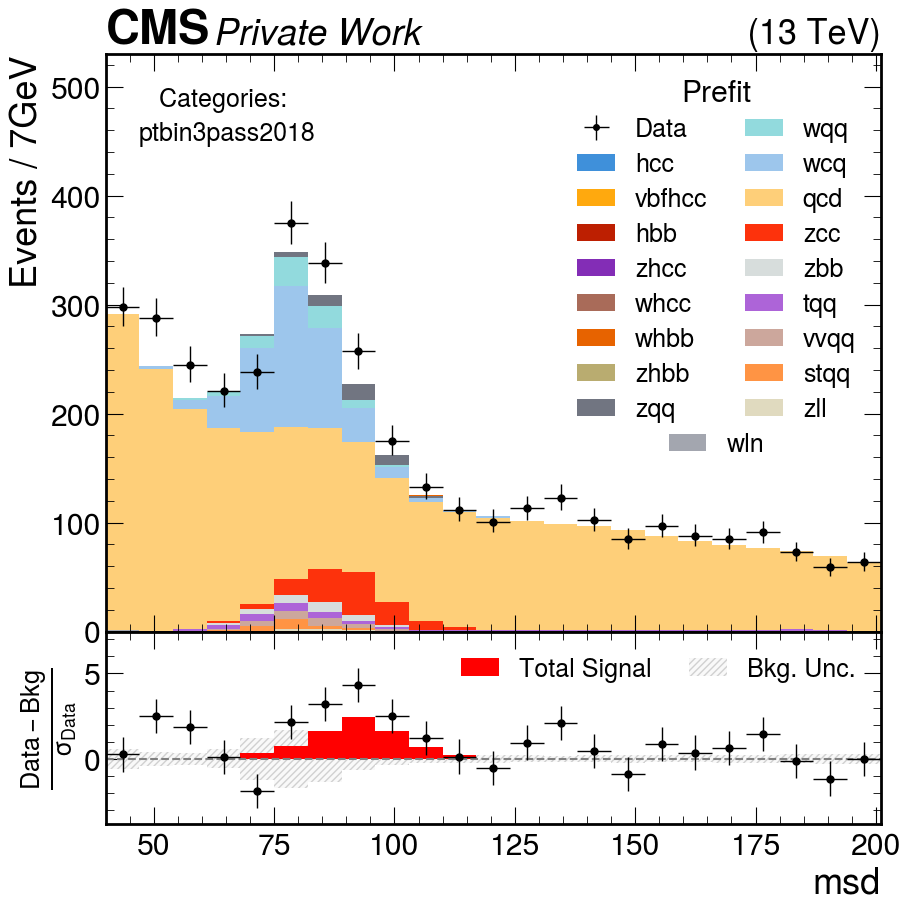 CMS Private Work (13 TeV)
Events / 7GeV
500
400
300
200
100
0
Categories:
ptbin3pass2018
Prefit
Data wqq
hcc wcq
vbfhcc qcd
hbb zcc
zhcc zbb
whcc tqq
whbb vvqq
zhbb stqq
zqq zll
wln
Data – Bkg
σData
5
0
Total Signal Bkg. Unc.
50 75 100 125 150 175 200
msd